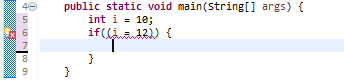 4 public static void main(String[] args) {
5 int i = 10;
6 if((i = 12)) {
7
8 }
9 }